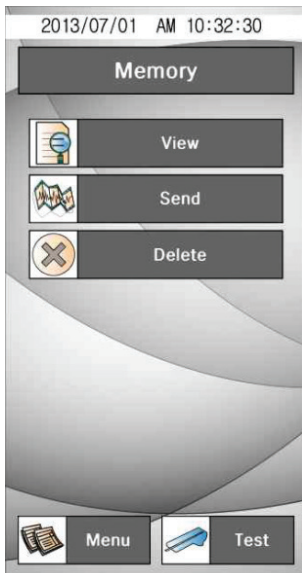 2013/07/01 AM 10:32:30
Memory
View
Send
Delete
Menu Test